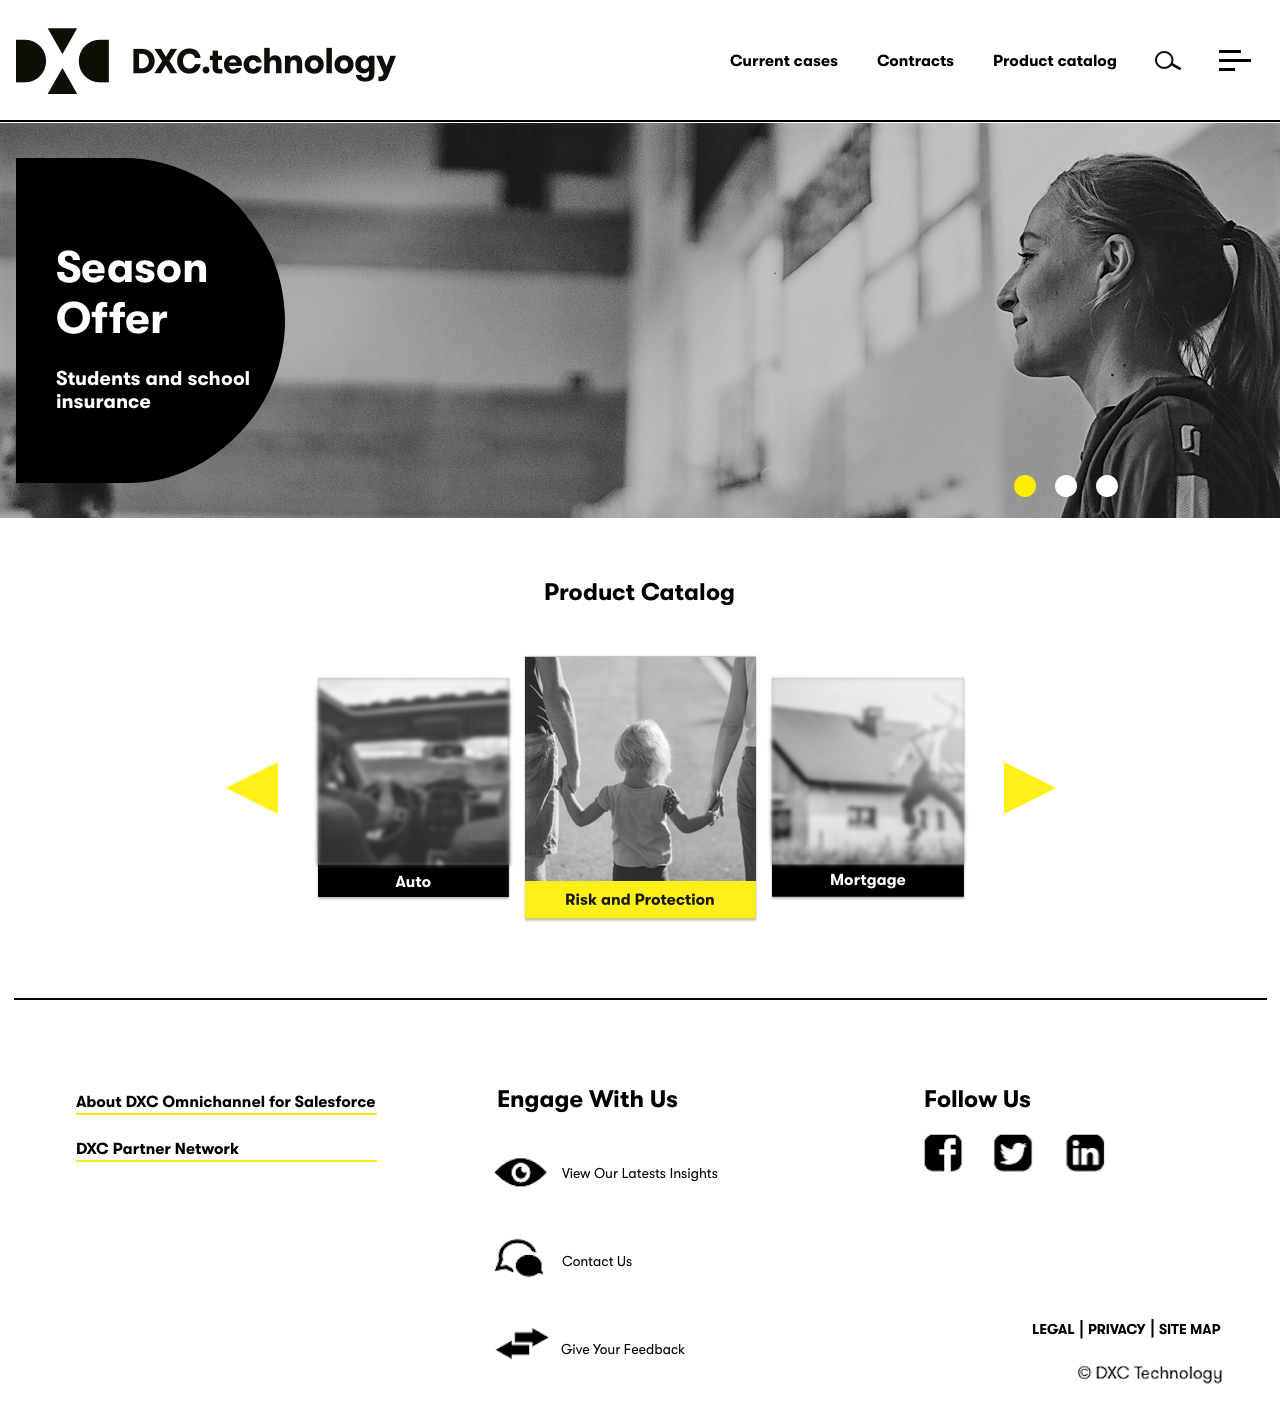 DXC.technology
Current cases
Contracts
Product catalog
Season
Offer
Students and school
insurance
Product Catalog
Auto
Risk and Protection
Mortgage
About DXC Omnichannel for Salesforce
DXC Partner Network
Engage With Us
View Our Latests Insights
Contact Us
Give Your Feedback
Follow Us
LEGAL | PRIVACY | SITE MAP
© DXC Technology